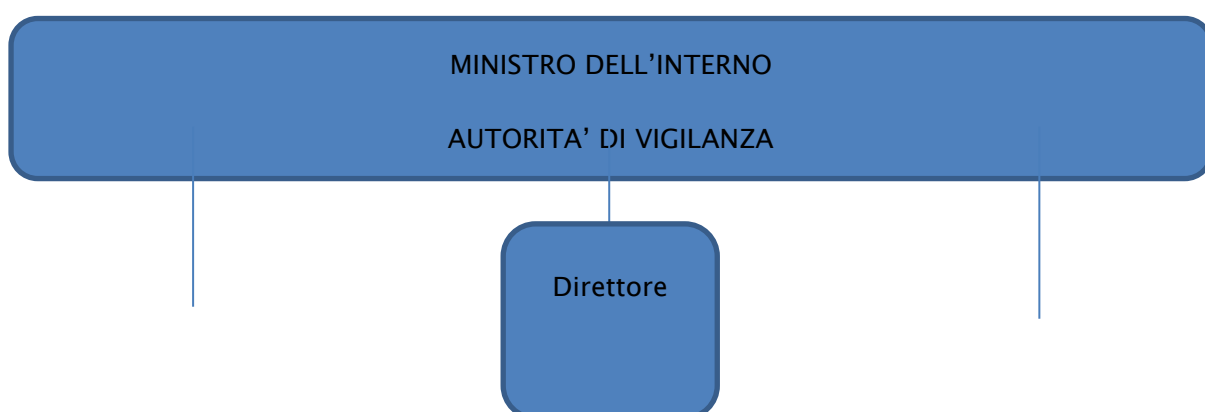 MINISTRO DELL’INTERNO
AUTORITA’ DI VIGILANZA
Direttore